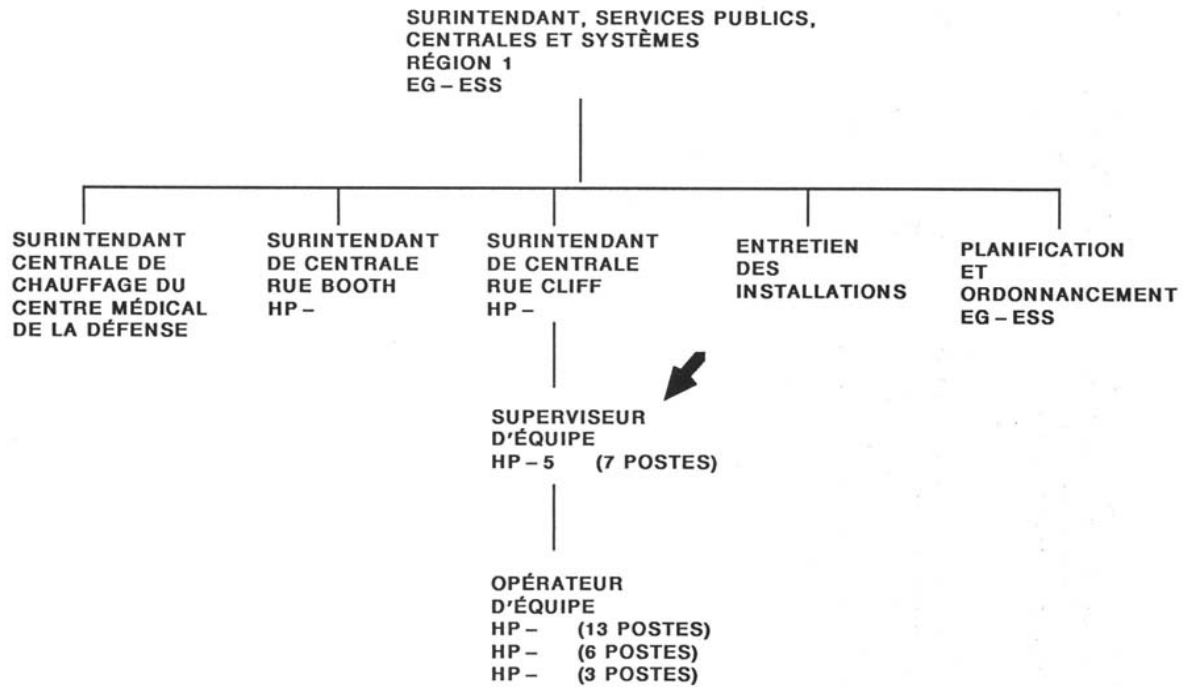 SURINTENDANT, SERVICES PUBLICS,
CENTRALES ET SYSTÈMES
RÉGION 1
EG – ESS
SURINTENDANT
CENTRALE DE
CHAUFFAGE DU
CENTRE MÉDICAL
DE LA DÉFENSE
SURINTENDANT
DE CENTRALE
RUE BOOTH
HP –
SURINTENDANT
DE CENTRALE
RUE CLIFF
HP –
ENTRETIEN
DES
INSTALLATIONS
PLANIFICATION
ET
ORDONNANCEMENT
EG – ESS
SUPERVISEUR
D'ÉQUIPE
HP – 5 (7 POSTES)
OPÉRATEUR
D'ÉQUIPE
HP – (13 POSTES)
HP – (6 POSTES)
HP – (3 POSTES)